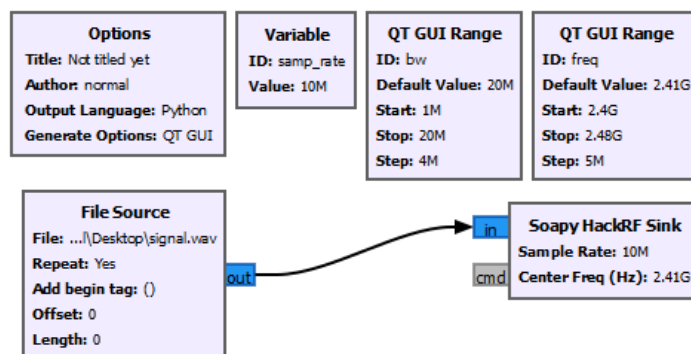 Options
Title: Not titled yet
Author: normal
Output Language: Python
Generate Options: QT GUI
Variable
ID: samp_rate
Value: 10M
QT GUI Range
ID: bw
Default Value: 20M
Start: 1M
Stop: 20M
Step: 4M
QT GUI Range
ID: freq
Default Value: 2.41G
Start: 2.4G
Stop: 2.48G
Step: 5M
File Source
File: ...l\Desktop\signal.wav
Repeat: Yes
Add begin tag: ()
Offset: 0
Length: 0
out
in
cmd
Soapy HackRF Sink
Sample Rate: 10M
Center Freq (Hz): 2.41G